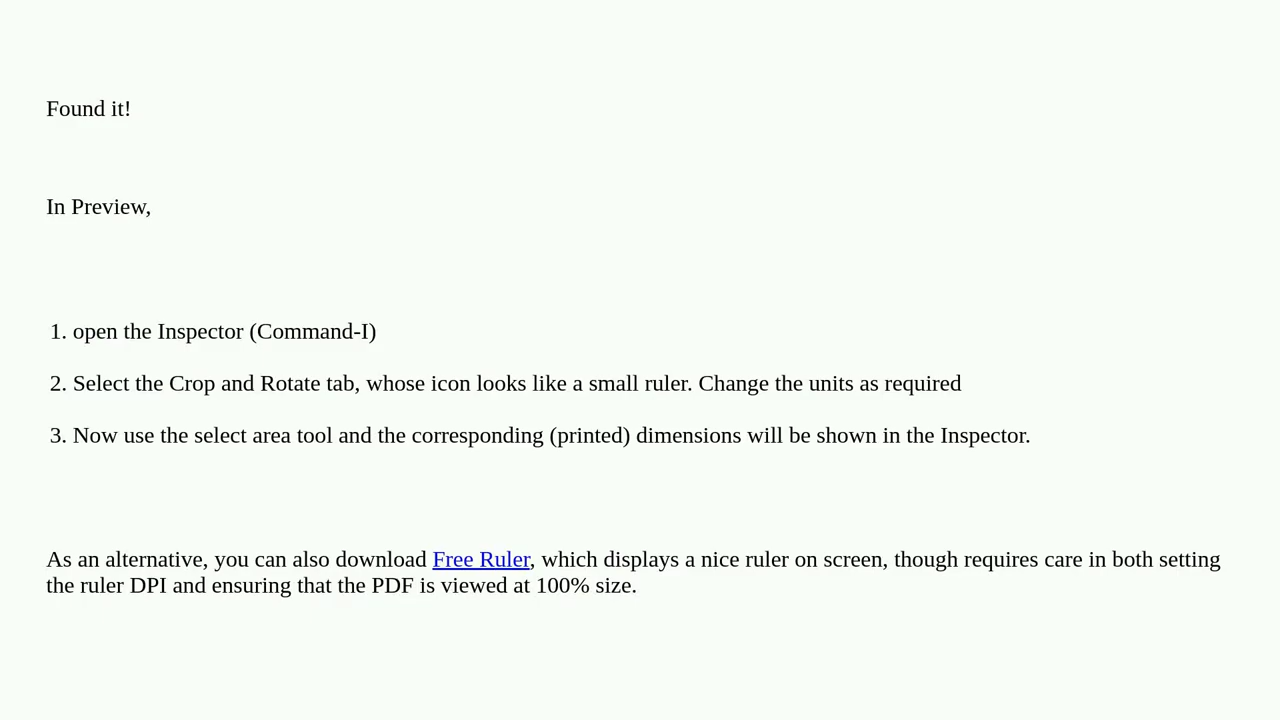 Found it!
In Preview,
1. open the Inspector (Command-I)
2. Select the Crop and Rotate tab, whose icon looks like a small ruler. Change the units as required
3. Now use the select area tool and the corresponding (printed) dimensions will be shown in the Inspector.
As an alternative, you can also download Free Ruler, which displays a nice ruler on screen, though requires care in both setting
the ruler DPI and ensuring that the PDF is viewed at 100% size.